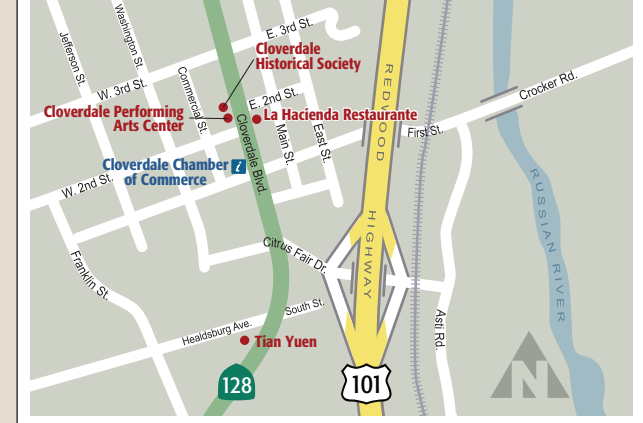 Jefferson St.
Washington St.
E. 3rd St.
Cloverdale
Historical Society
W. 3rd St.
Commercial St.
REDWOOD
HIGHWAY
Crocker Rd.
E. 2nd St.
Cloverdale Performing
Arts Center
La Hacienda Restaurante
First St.
Cloverdale Blvd.
Main St.
East St.
Cloverdale Chamber
of Commerce
i
W. 2nd St.
RUSSIAN RIVER
Citrus Fair Dr.
Franklin St.
South St.
Healdsburg Ave.
Asti Rd.
Tian Yuen
128
101
N